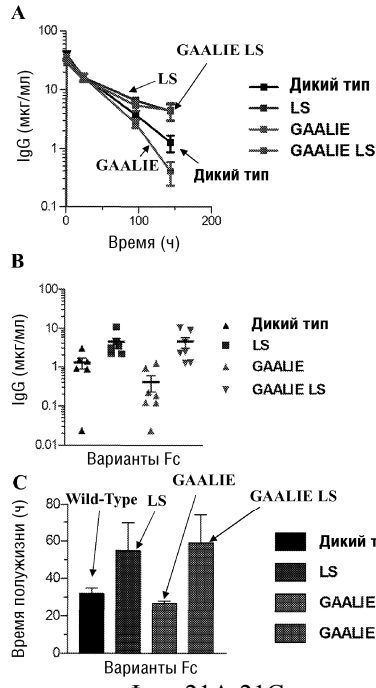 A
100
10
1
0.1
IgG (мкг/мл)
0
100
200
Время (ч)
LS
GAALIE LS
GAALIE
Дикий тип
Дикий тип
LS
GAALIE
GAALIE LS
B
100
10
1
0.1
0.01
IgG (мкг/мл)
Варианты Fc
Дикий тип
LS
GAALIE
GAALIE LS
C
80
60
40
20
0
Время полужизни (ч)
Wild-Type
LS
GAALIE
GAALIE LS
Варианты Fc
Дикий т
LS
GAALIE
GAALIE